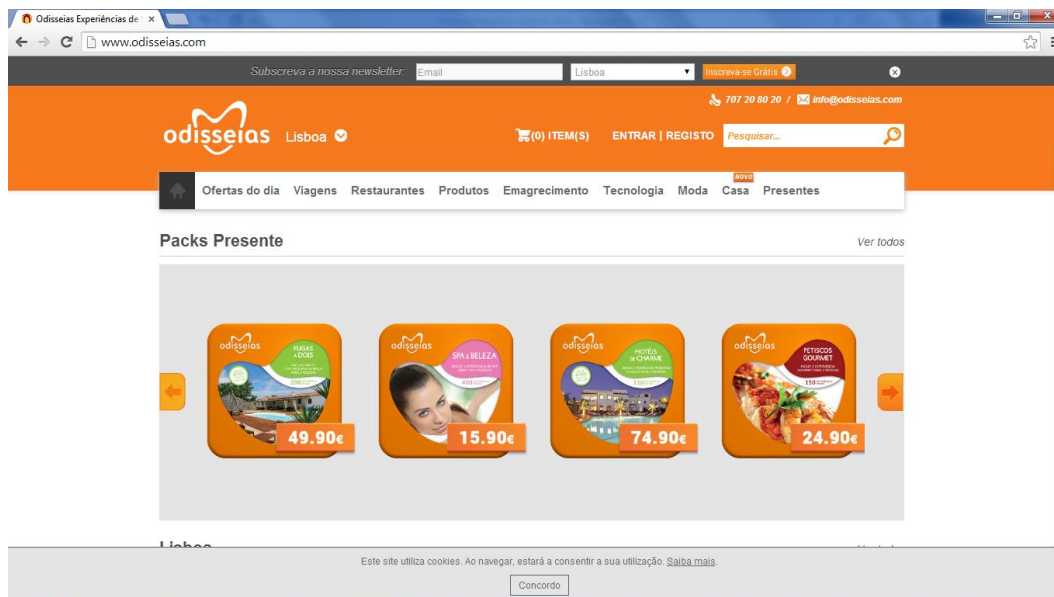 Odisseias Experiências de
www.odisseias.com
Subscreva a nossa newsletter:
Email
Lisboa
Inscreva-se Grátis
707 20 80 20 /
info@odisseias.com
odisseias
Lisboa
(0) ITEM(S)
ENTRAR | REGISTO
Pesquisar...
NOVO
Ofertas do dia Viagens Restaurantes Produtos Emagrecimento Tecnologia Moda Casa Presentes
Packs Presente
Ver todos
odisseias
FUGAS
A DOIS
49.90€
odisseias
SPA & BELEZA
15.90€
odisseias
HOTÉIS
DE CHARME
74.90€
odisseias
PETISCOS
GOURMET
150
24.90€
Lisboa
Este site utiliza cookies. Ao navegar, estará a consentir a sua utilização. Saiba mais.
Concordo